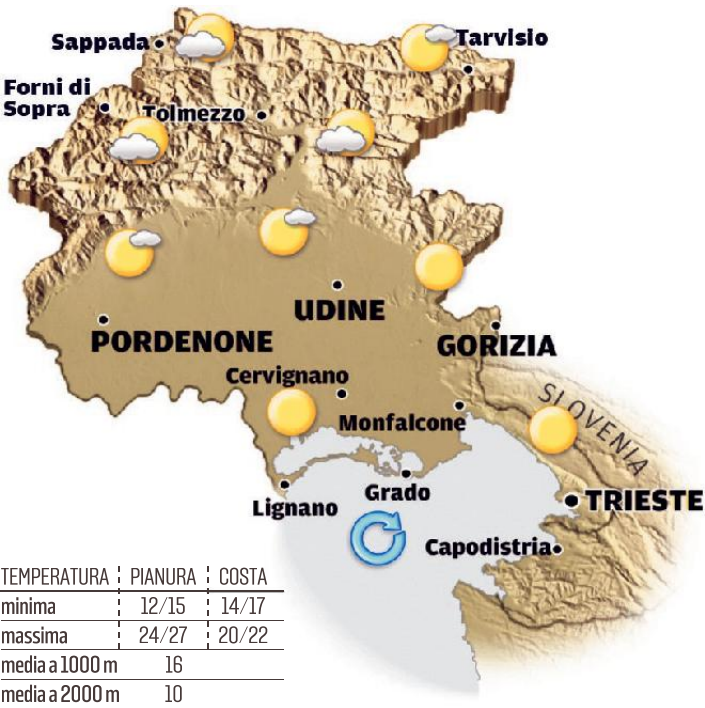 Sappada
Tarvisio
Forni di
Sopra
Tolmezzo
UDINE
PORDENONE
GORIZIA
Cervignano
SLOVENIA
Monfalcone
Grado
Lignano
TRIESTE
Capodistria
TEMPERATURA PIANURA COSTA
minima 12/15 14/17
massima 24/27 20/22
media a 1000 m 16
media a 2000 m 10